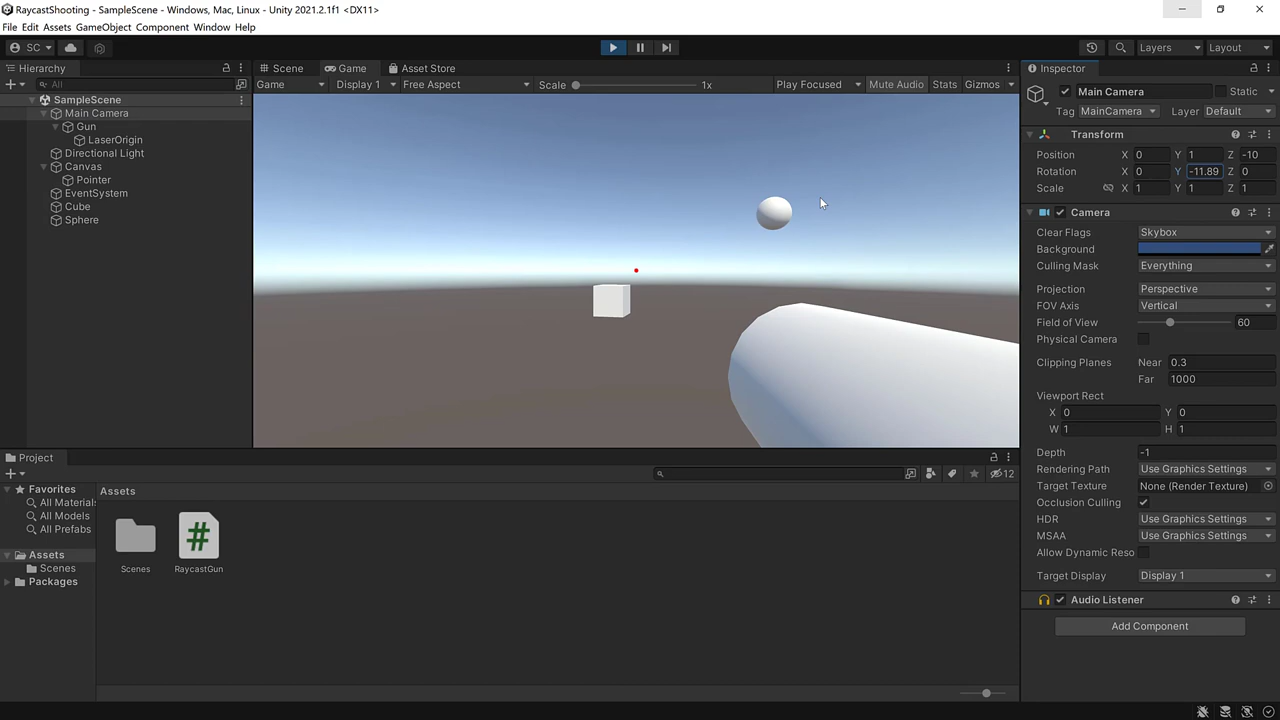 RaycastShooting - SampleScene - Windows, Mac, Linux - Unity 2021.2.1f1 <DX11>
File Edit Assets GameObject Component Window Help
SC Layers Layout
Hierarchy
All
SampleScene
Main Camera
Gun
LaserOrigin
Directional Light
Canvas
Pointer
EventSystem
Cube
Sphere
Scene Game Asset Store
Game Display 1 Free Aspect Scale 1x Play Focused Mute Audio Stats Gizmos
Inspector
Main Camera Static
Tag MainCamera Layer Default
Transform
Position X 0 Y 1 Z -10
Rotation X 0 Y -11.89 Z 0
Scale X 1 Y 1 Z 1
Camera
Clear Flags Skybox
Background
Culling Mask Everything
Projection Perspective
FOV Axis Vertical
Field of View 60
Physical Camera
Clipping Planes Near 0.3
Far 1000
Viewport Rect
X 0 Y 0
W 1 H 1
Depth -1
Rendering Path Use Graphics Settings
Target Texture None (Render Texture)
Occlusion Culling
HDR Use Graphics Settings
MSAA Use Graphics Settings
Allow Dynamic Reso
Target Display Display 1
Audio Listener
Add Component
Project
12
Favorites
All Materials
All Models
All Prefabs
Assets
Scenes
Packages
Assets
Scenes
# RaycastGun